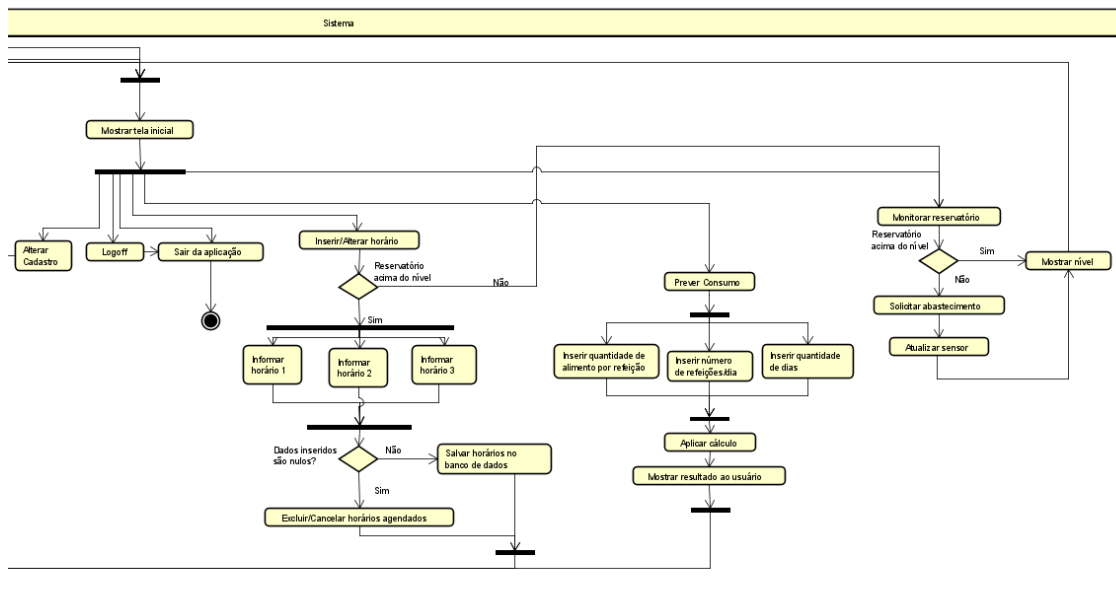 Sistema
Mostrar tela inicial
Alterar
Cadastro
Logoff
Sair da aplicação
Inserir/Alterar horário
Reservatório
acima do nível
Não
Sim
Informar
horário 1
Informar
horário 2
Informar
horário 3
Dados inseridos
são nulos?
Não
Salvar horários no
banco de dados
Sim
Excluir/Cancelar horários agendados
Prever Consumo
Inserir quantidade de
alimento por refeição
Inserir número
de refeições/dia
Inserir quantidade
de dias
Aplicar cálculo
Mostrar resultado ao usuário
Monitorar reservatório
Reservatório
acima do nível
Sim
Mostrar nível
Não
Solicitar abastecimento
Atualizar sensor